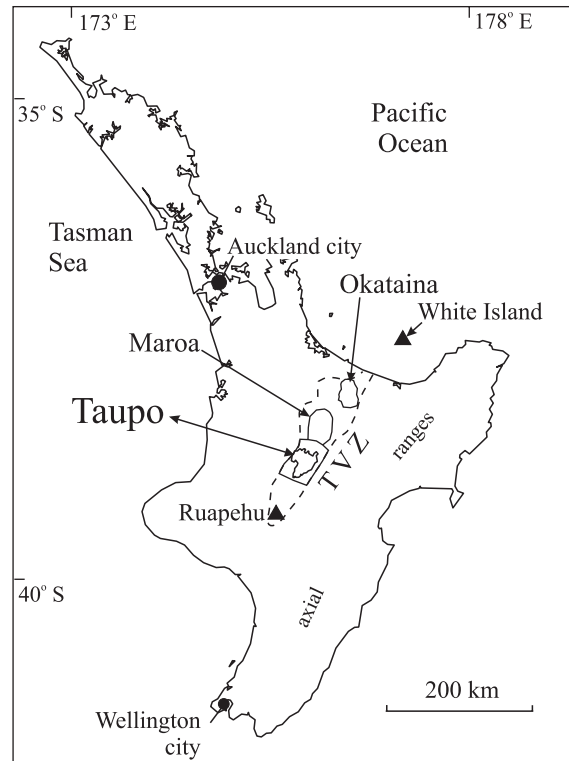 173° E
178° E
35° S
Pacific
Ocean
Tasman
Sea
Auckland city
Okataina
White Island
Maroa
Taupo
TVZ
ranges
Ruapehu
40° S
axial
200 km
Wellington
city